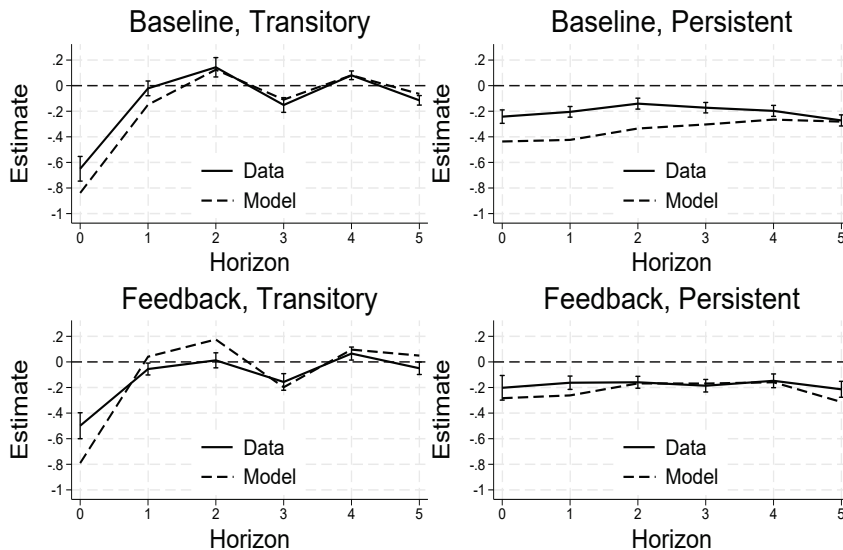 Baseline, Transitory
Estimate
.2
0
-.2
-.4
-.6
-.8
-1
Data
Model
0 1 2 3 4 5
Horizon
Baseline, Persistent
Estimate
.2
0
-.2
-.4
-.6
-.8
-1
Data
Model
0 1 2 3 4 5
Horizon
Feedback, Transitory
Estimate
.2
0
-.2
-.4
-.6
-.8
-1
Data
Model
0 1 2 3 4 5
Horizon
Feedback, Persistent
Estimate
.2
0
-.2
-.4
-.6
-.8
-1
Data
Model
0 1 2 3 4 5
Horizon